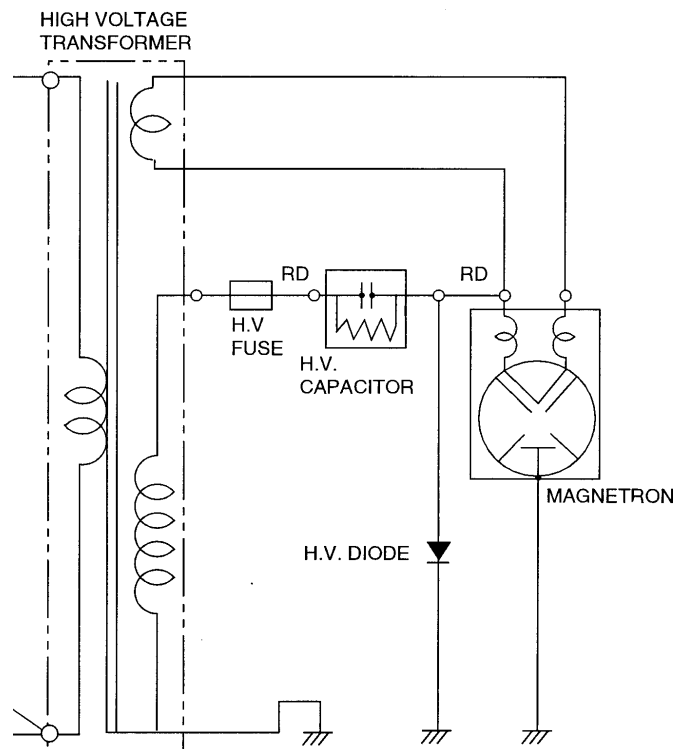 HIGH VOLTAGE
TRANSFORMER
RD
RD
H.V
FUSE
H.V.
CAPACITOR
MAGNETRON
H.V. DIODE